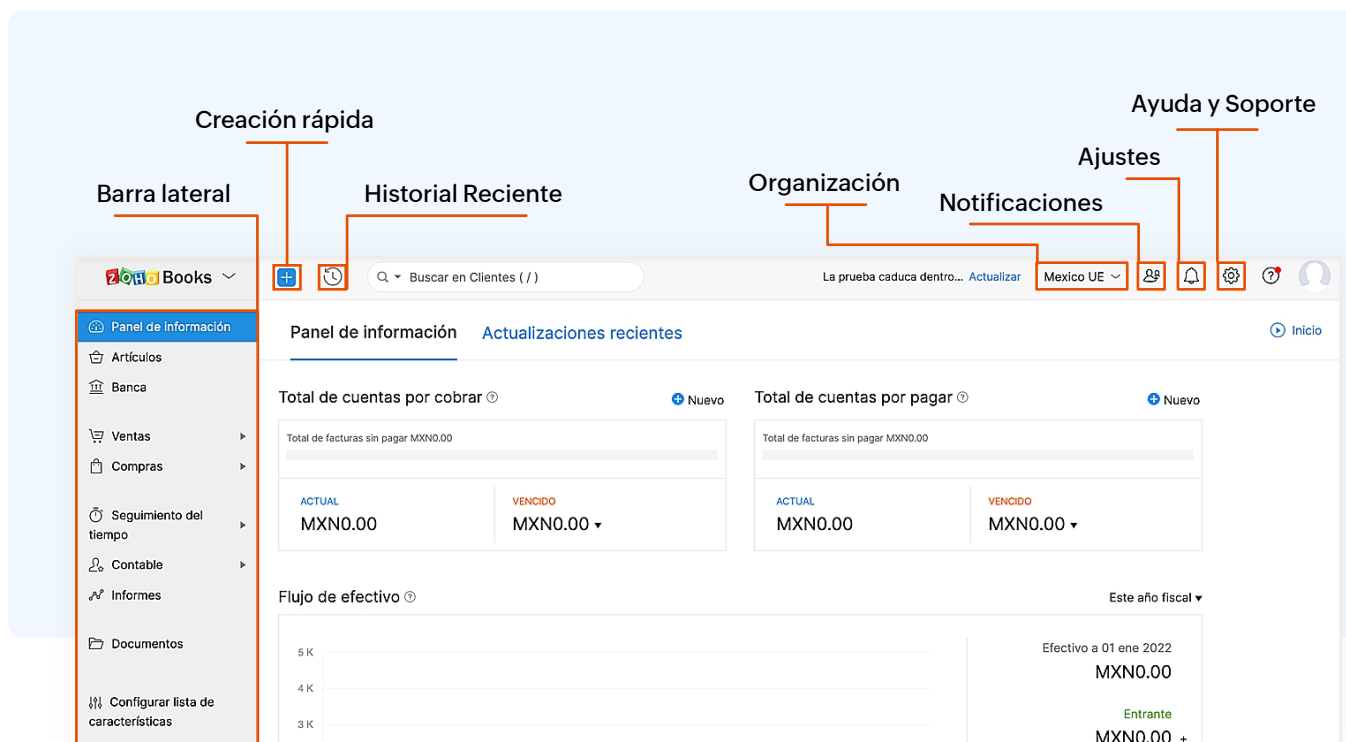 Ayuda y Soporte
Creación rápida
Ajustes
Organización
Barra lateral
Historial Reciente
Notificaciones
ZOHO Books
Buscar en Clientes ( / )
La prueba caduca dentro... Actualizar
Mexico UE
Panel de información
Artículos
Banca
Ventas
Compras
Seguimiento del
tiempo
Contable
Informes
Documentos
Configurar lista de
características
Panel de información
Actualizaciones recientes
Inicio
Total de cuentas por cobrar
Nuevo
Total de facturas sin pagar MXN0.00
ACTUAL
MXN0.00
VENCIDO
MXN0.00
Total de cuentas por pagar
Nuevo
Total de facturas sin pagar MXN0.00
ACTUAL
MXN0.00
VENCIDO
MXN0.00
Flujo de efectivo
Este año fiscal
5 K
4 K
3 K
Efectivo a 01 ene 2022
MXN0.00
Entrante
MXN0.00 +